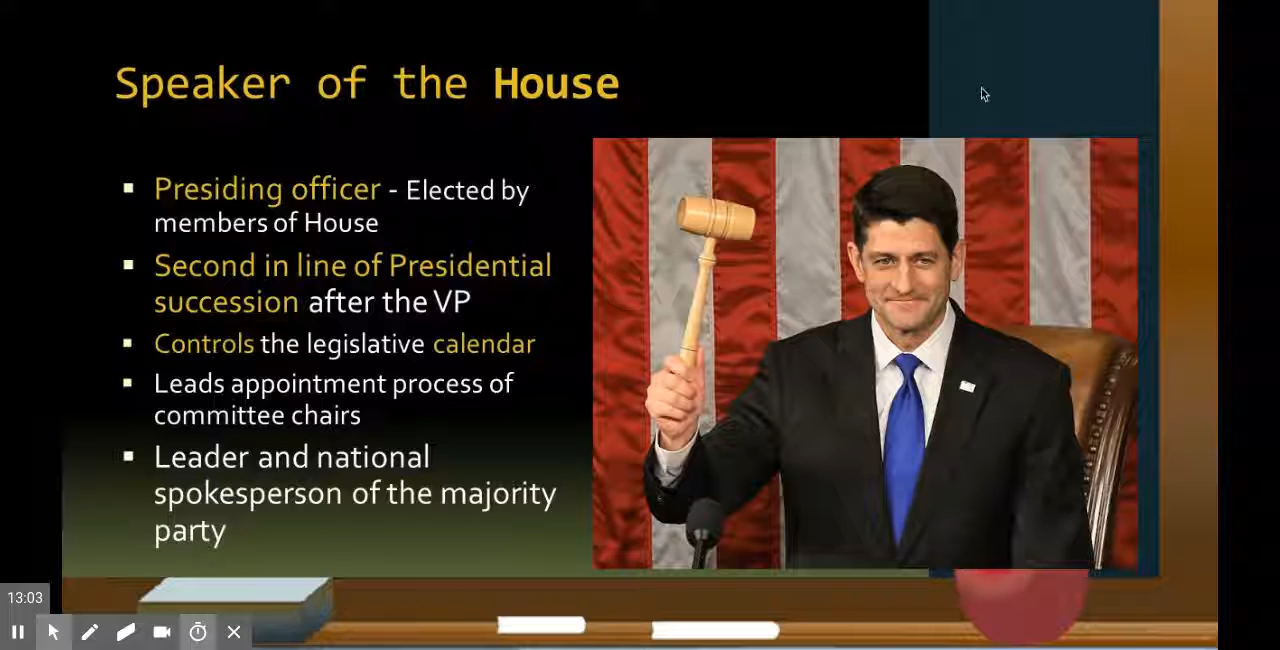 Speaker of the House
Presiding officer - Elected by
members of House
Second in line of Presidential
succession after the VP
Controls the legislative calendar
Leads appointment process of
committee chairs
Leader and national
spokesperson of the majority
party
13:03